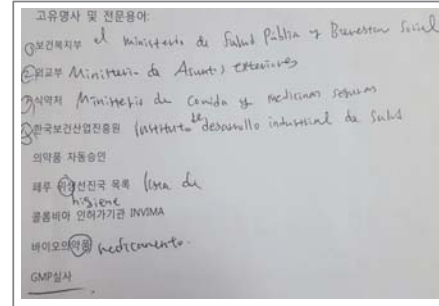 고유명사 및 전문용어:
①보건복지부 el ministerio de Salud Pública y Bienestar Social
②외교부 Ministerio de Asuntos exteriores
③식약처 Ministerio de Comida y medicinas seguras
한국보건산업진흥원 Instituto de desarrollo industrial de Salud
의약품 자동승인
페루 위생선진국 목록 lista de
higiene
콜롬비아 인허가기관 INVIMA
바이오의약품 medicamento.
GMP실사